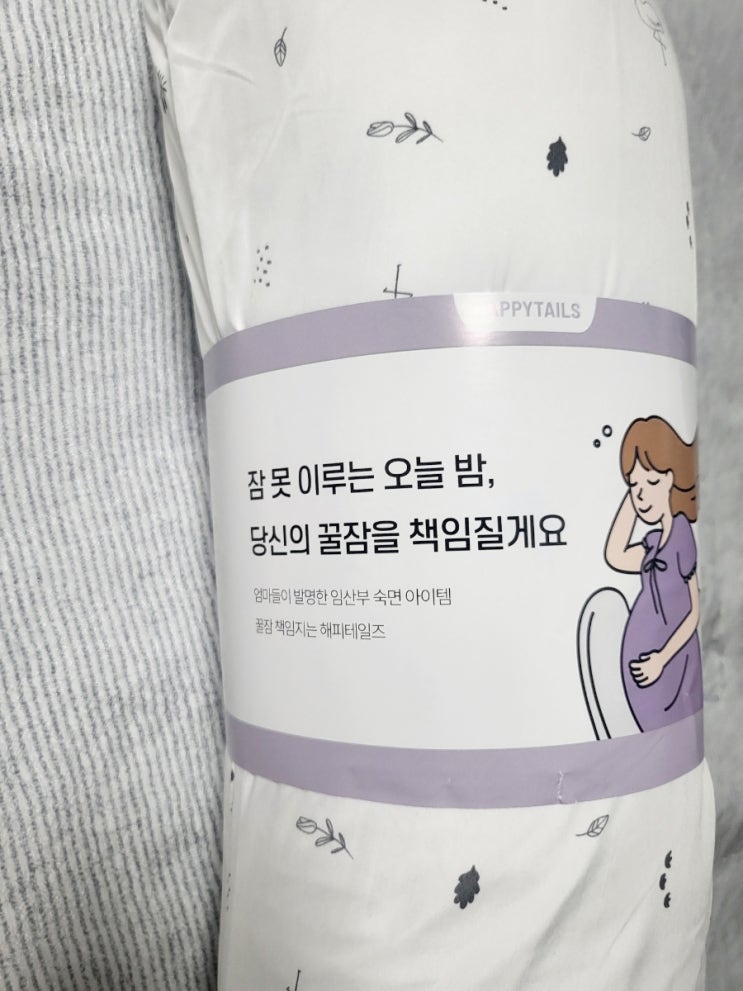 APPYTAILS
잠 못 이루는 오늘 밤,
당신의 꿀잠을 책임질게요
엄마들이 발명한 임산부 숙면 아이템
꿀잠 책임지는 해피테일즈